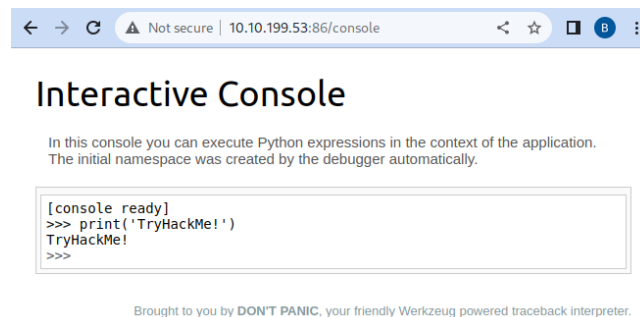 Not secure | 10.10.199.53:86/console
B
Interactive Console
In this console you can execute Python expressions in the context of the application.
The initial namespace was created by the debugger automatically.
[console ready]
>>> print('TryHackMe!')
TryHackMe!
>>>
Brought to you by DON'T PANIC, your friendly Werkzeug powered traceback interpreter.